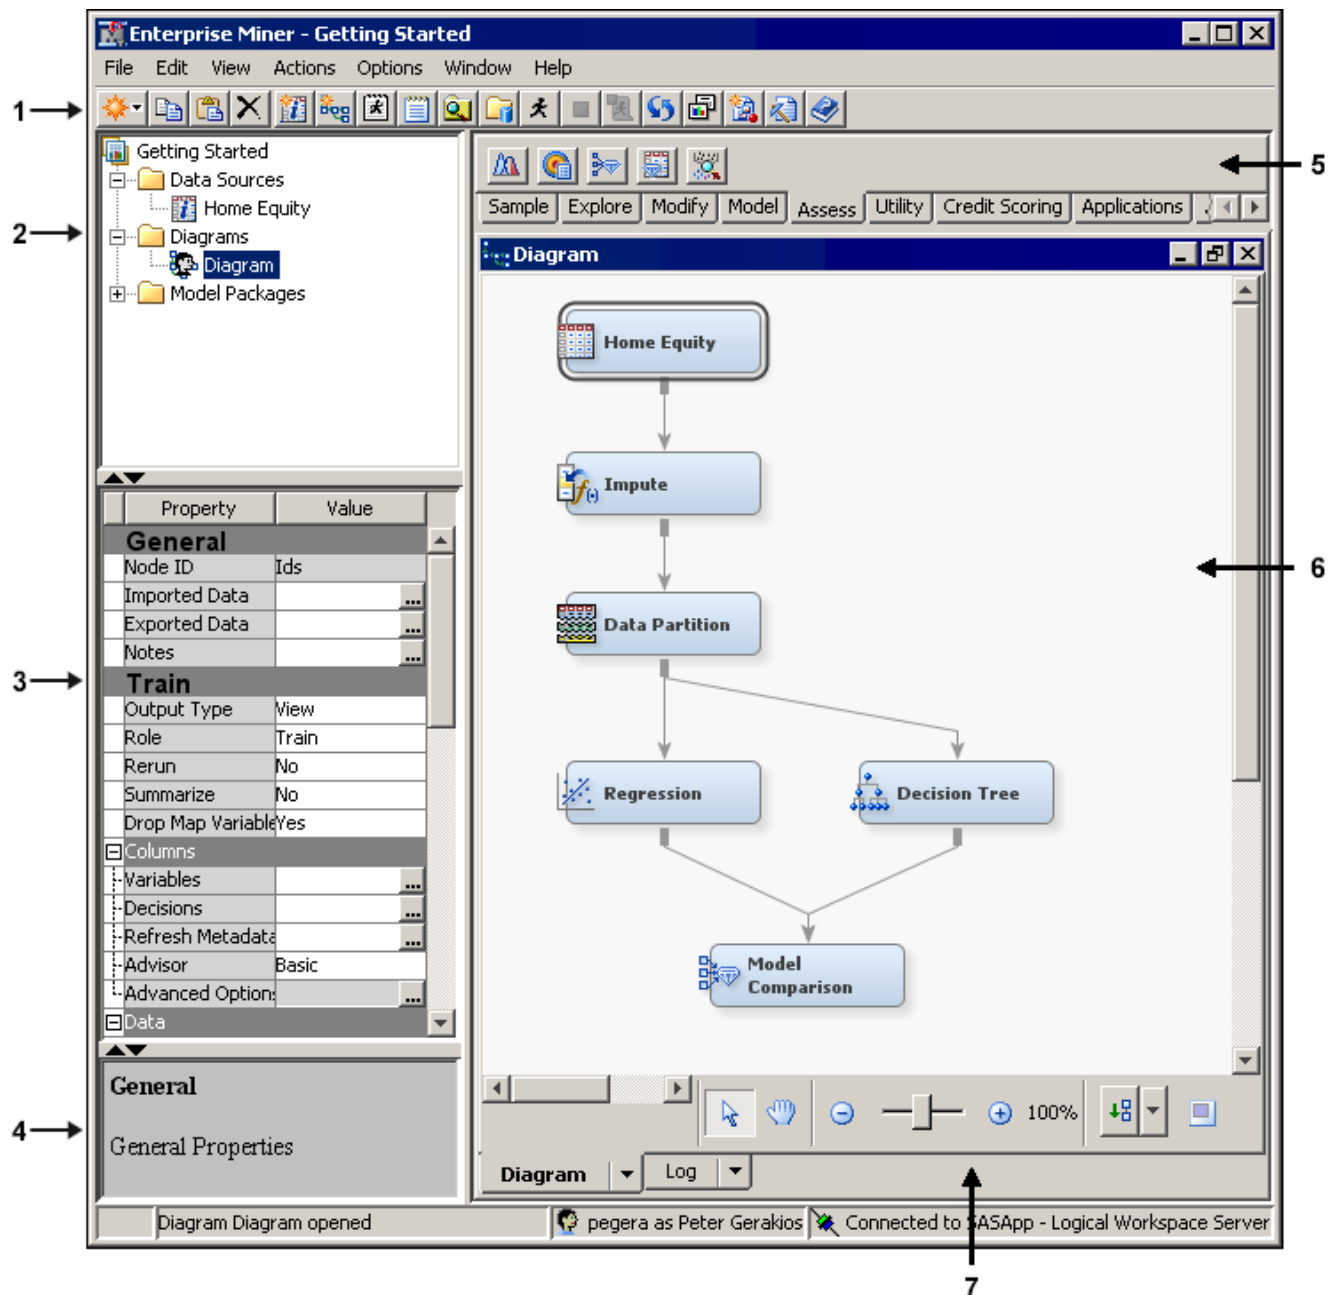 Enterprise Miner - Getting Started
File Edit View Actions Options Window Help
1
Getting Started
Data Sources
Home Equity
2
Diagrams
Diagram
Model Packages
5
Sample Explore Modify Model Assess Utility Credit Scoring Applications
Diagram
Home Equity
Impute
Data Partition
Regression
Decision Tree
Model
Comparison
6
Property Value
General
Node ID Ids
Imported Data ...
Exported Data ...
Notes ...
3
Train
Output Type View
Role Train
Rerun No
Summarize No
Drop Map Variable Yes
Columns
Variables ...
Decisions ...
Refresh Metadata ...
Advisor Basic
Advanced Option ...
Data
General
4
General Properties
100%
Diagram Log
Diagram Diagram opened
pegera as Peter Gerakios
Connected to SASApp - Logical Workspace Server
7